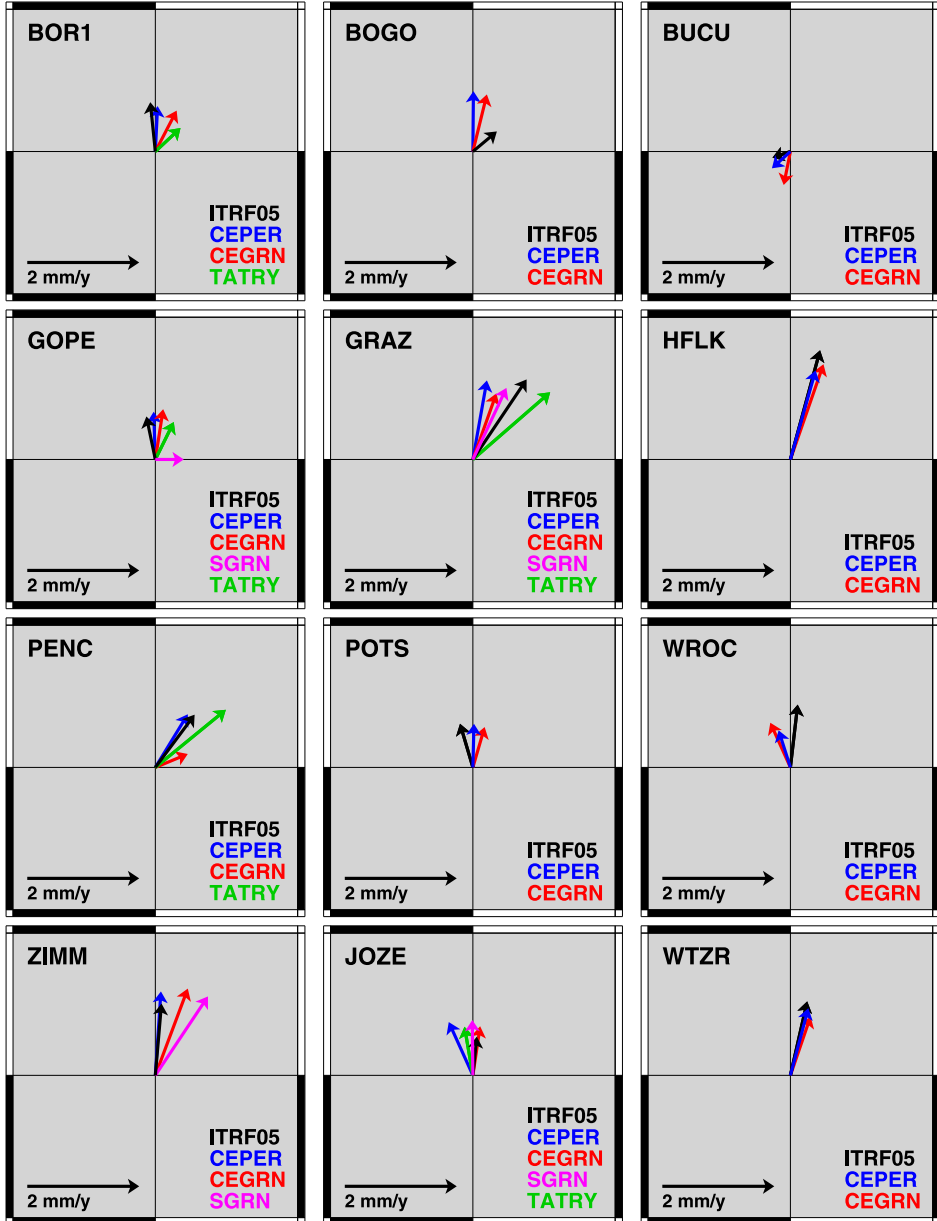 BOR1
ITRF05
CEPER
CEGRN
TATRY
2 mm/y
BOGO
ITRF05
CEPER
CEGRN
2 mm/y
BUCU
ITRF05
CEPER
CEGRN
2 mm/y
GOPE
ITRF05
CEPER
CEGRN
SGRN
TATRY
2 mm/y
GRAZ
ITRF05
CEPER
CEGRN
SGRN
TATRY
2 mm/y
HFLK
ITRF05
CEPER
CEGRN
2 mm/y
PENC
ITRF05
CEPER
CEGRN
TATRY
2 mm/y
POTS
ITRF05
CEPER
CEGRN
2 mm/y
WROC
ITRF05
CEPER
CEGRN
2 mm/y
ZIMM
ITRF05
CEPER
CEGRN
SGRN
2 mm/y
JOZE
ITRF05
CEPER
CEGRN
SGRN
TATRY
2 mm/y
WTZR
ITRF05
CEPER
CEGRN
2 mm/y